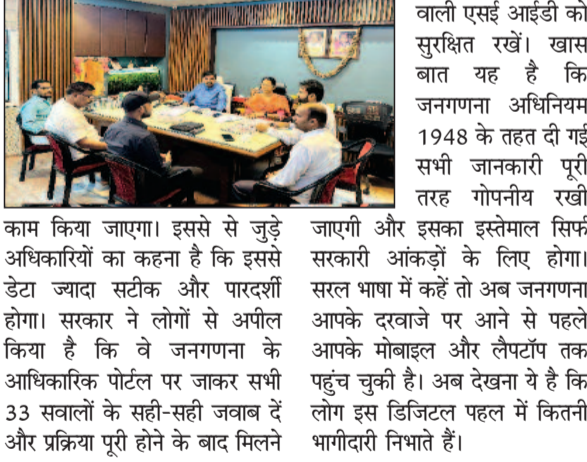 काम किया जाएगा। इससे से जुड़े
अधिकारियों का कहना है कि इससे
डेटा ज्यादा सटीक और पारदर्शी
होगा। सरकार ने लोगों से अपील
किया है कि वे जनगणना के
आधिकारिक पोर्टल पर जाकर सभी
33 सवालों के सही-सही जवाब दें
और प्रक्रिया पूरी होने के बाद मिलने
वाली एसई आईडी को
सुरक्षित रखें। खास
बात यह है कि
जनगणना अधिनियम
1948 के तहत दी गई
सभी जानकारी पूरी
तरह गोपनीय रखी
जाएगी और इसका इस्तेमाल सिर्फ
सरकारी आंकड़ों के लिए होगा।
सरल भाषा में कहें तो अब जनगणना
आपके दरवाजे पर आने से पहले
आपके मोबाइल और लैपटॉप तक
पहुंच चुकी है। अब देखना ये है कि
लोग इस डिजिटल पहल में कितनी
भागीदारी निभाते हैं।